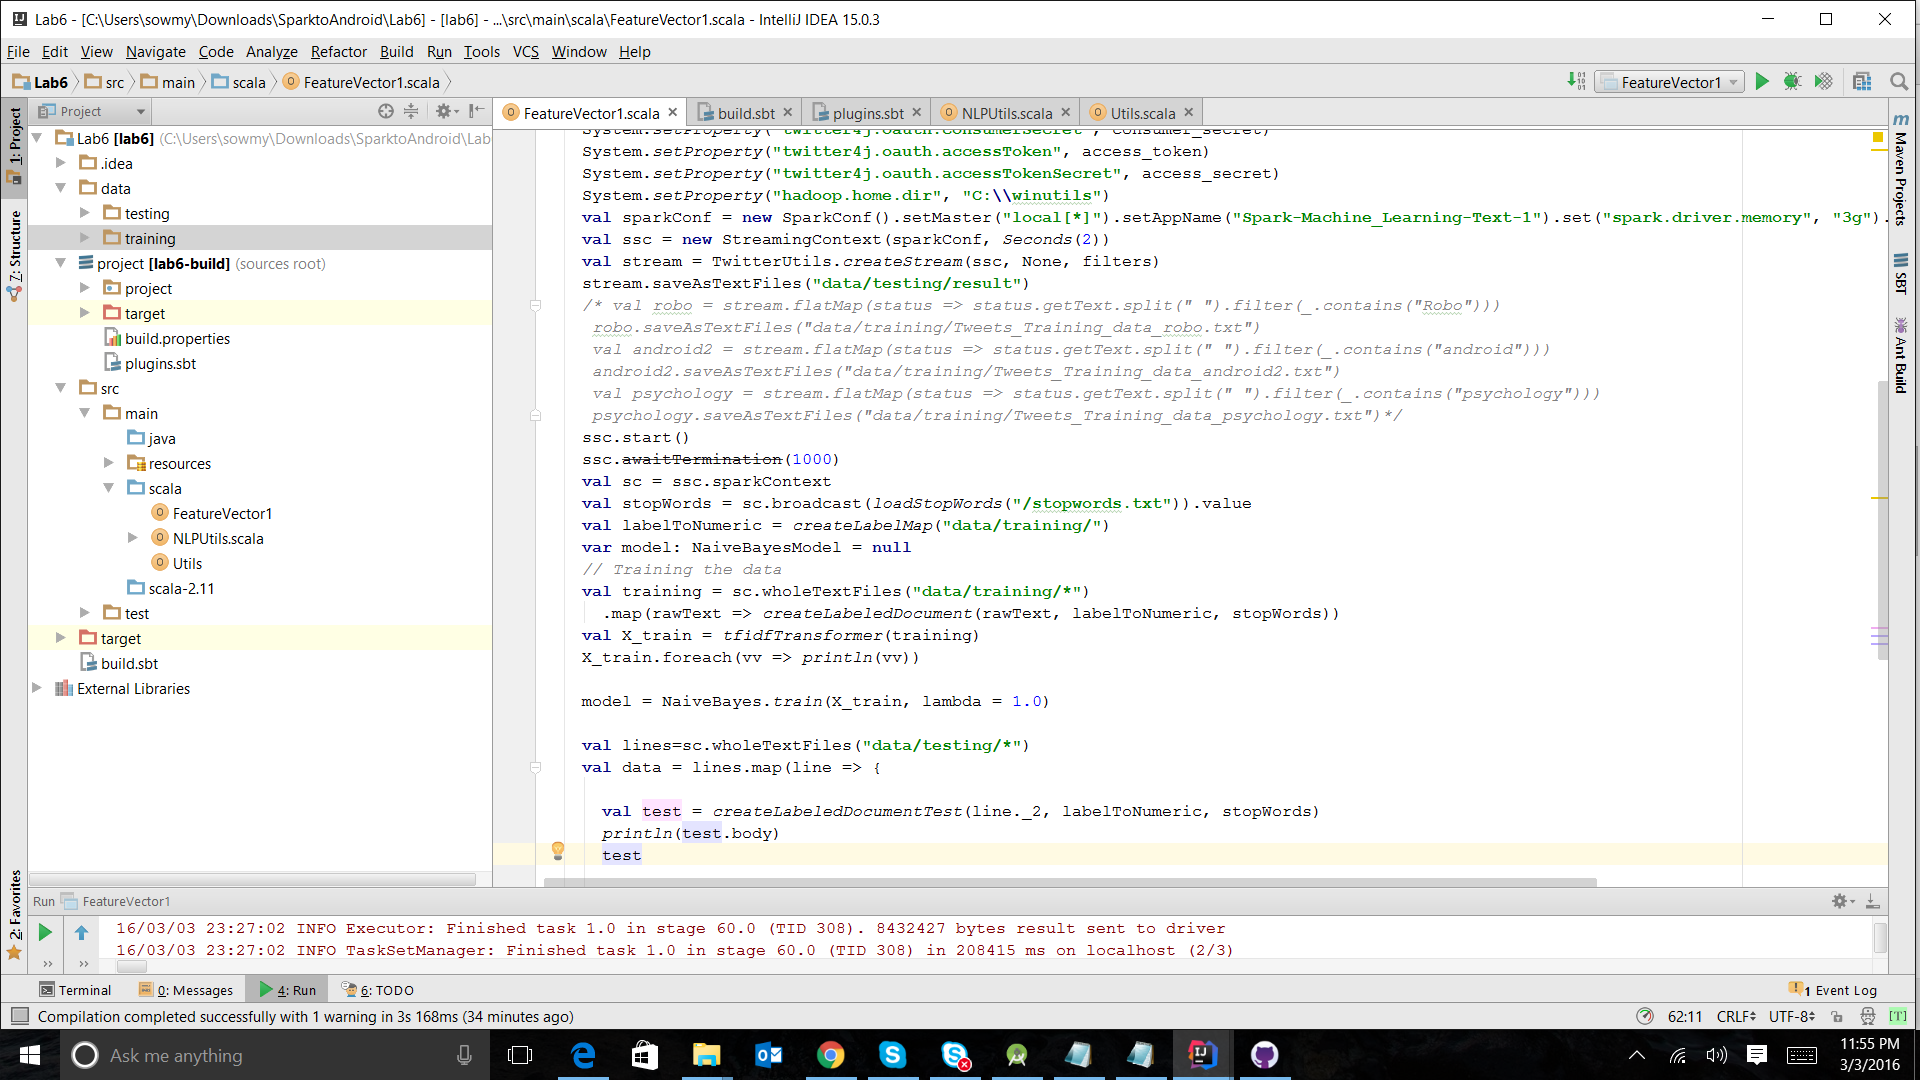 Lab6 - [C:\Users\sowmy\Downloads\SparktoAndroid\Lab6] - [lab6] - ...\src\main\scala\FeatureVector1.scala - IntelliJ IDEA 15.0.3
File Edit View Navigate Code Analyze Refactor Build Run Tools VCS Window Help
Lab6 src main scala FeatureVector1.scala FeatureVector1
Project
FeatureVector1.scala build.sbt plugins.sbt NLPUtils.scala Utils.scala
1: Project
7: Structure
2: Favorites
Lab6 [lab6] (C:\Users\sowmy\Downloads\SparktoAndroid\Lab
.idea
data
testing
training
project [lab6-build] (sources root)
project
target
build.properties
plugins.sbt
src
main
java
resources
scala
FeatureVector1
NLPUtils.scala
Utils
scala-2.11
test
target
build.sbt
External Libraries
System.setProperty("twitter4j.oauth.consumerSecret", consumer_secret)
System.setProperty("twitter4j.oauth.accessToken", access_token)
System.setProperty("twitter4j.oauth.accessTokenSecret", access_secret)
System.setProperty("hadoop.home.dir", "C:\\winutils")
val sparkConf = new SparkConf().setMaster("local[*]").setAppName("Spark-Machine_Learning-Text-1").set("spark.driver.memory", "3g").
val ssc = new StreamingContext(sparkConf, Seconds(2))
val stream = TwitterUtils.createStream(ssc, None, filters)
stream.saveAsTextFiles("data/testing/result")
/* val robo = stream.flatMap(status => status.getText.split(" ").filter(_.contains("Robo")))
robo.saveAsTextFiles("data/training/Tweets_Training_data_robo.txt")
val android2 = stream.flatMap(status => status.getText.split(" ").filter(_.contains("android")))
android2.saveAsTextFiles("data/training/Tweets_Training_data_android2.txt")
val psychology = stream.flatMap(status => status.getText.split(" ").filter(_.contains("psychology")))
psychology.saveAsTextFiles("data/training/Tweets_Training_data_psychology.txt")*/
ssc.start()
ssc.awaitTermination(1000)
val sc = ssc.sparkContext
val stopWords = sc.broadcast(loadStopWords("/stopwords.txt")).value
val labelToNumeric = createLabelMap("data/training/")
var model: NaiveBayesModel = null
// Training the data
val training = sc.wholeTextFiles("data/training/*")
.map(rawText => createLabeledDocument(rawText, labelToNumeric, stopWords))
val X_train = tfidfTransformer(training)
X_train.foreach(vv => println(vv))
model = NaiveBayes.train(X_train, lambda = 1.0)
val lines=sc.wholeTextFiles("data/testing/*")
val data = lines.map(line => {
val test = createLabeledDocumentTest(line._2, labelToNumeric, stopWords)
println(test.body)
test
Maven Projects
SBT
Ant Build
Run FeatureVector1
16/03/03 23:27:02 INFO Executor: Finished task 1.0 in stage 60.0 (TID 308). 8432427 bytes result sent to driver
16/03/03 23:27:02 INFO TaskSetManager: Finished task 1.0 in stage 60.0 (TID 308) in 208415 ms on localhost (2/3)
Terminal 0: Messages 4: Run 6: TODO 1 Event Log
Compilation completed successfully with 1 warning in 3s 168ms (34 minutes ago) 62:11 CRLF UTF-8 [T]
Ask me anything
11:55 PM
3/3/2016